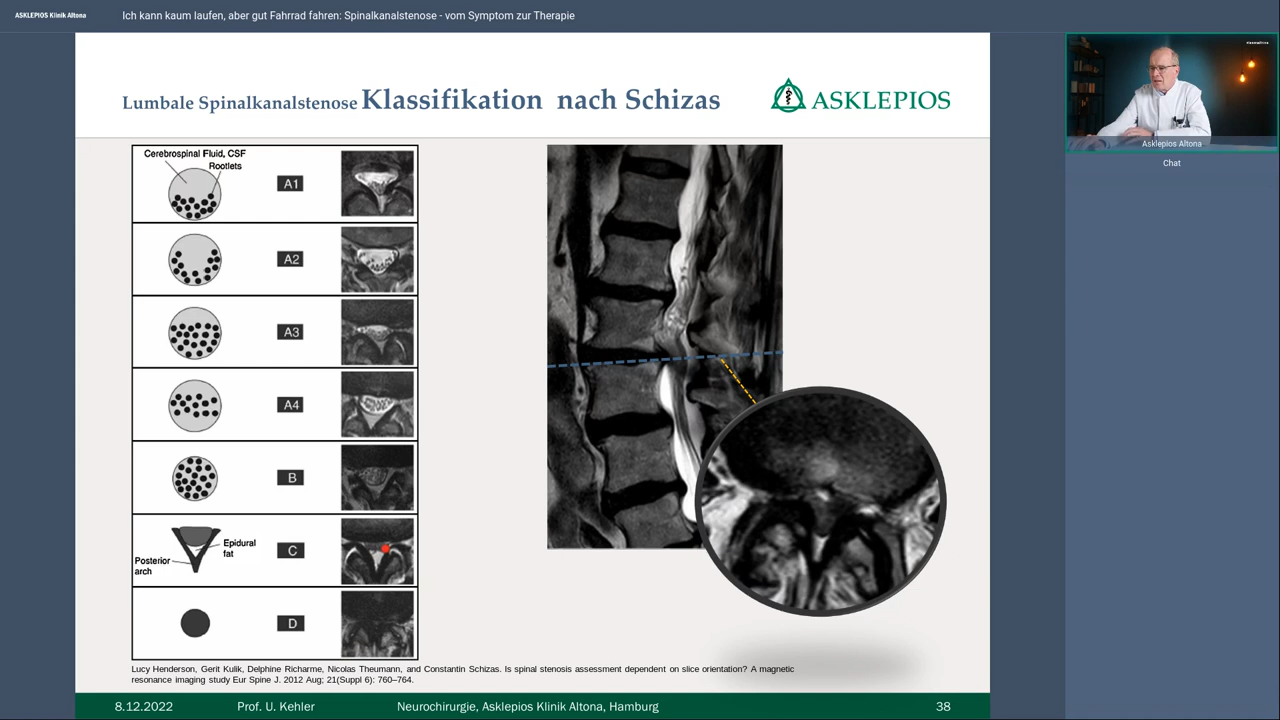 ASKLEPIOS Klinik Altona
Ich kann kaum laufen, aber gut Fahrrad fahren: Spinalkanalstenose - vom Symptom zur Therapie
Lumbale Spinalkanalstenose Klassifikation nach Schizas
ASKLEPIOS
Cerebrospinal Fluid, CSF
Rootlets
A1
A2
A3
A4
B
Epidural
fat
Posterior
arch
C
D
Lucy Henderson, Gerit Kulik, Delphine Richarme, Nicolas Theumann, and Constantin Schizas. Is spinal stenosis assessment dependent on slice orientation? A magnetic
resonance imaging study Eur Spine J. 2012 Aug; 21(Suppl 6): 760–764.
8.12.2022 Prof. U. Kehler Neurochirurgie, Asklepios Klinik Altona, Hamburg 38
Asklepios Altona
Chat